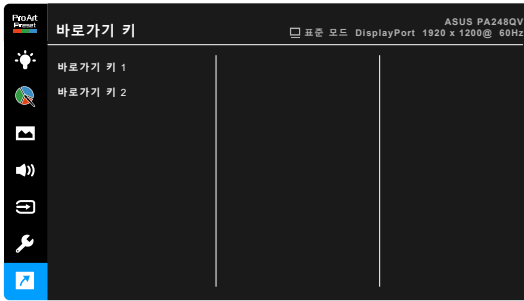 ProArt
Preset
바로가기 키
ASUS PA248QV
표준 모드 DisplayPort 1920 x 1200@ 60Hz
바로가기 키 1
바로가기 키 2